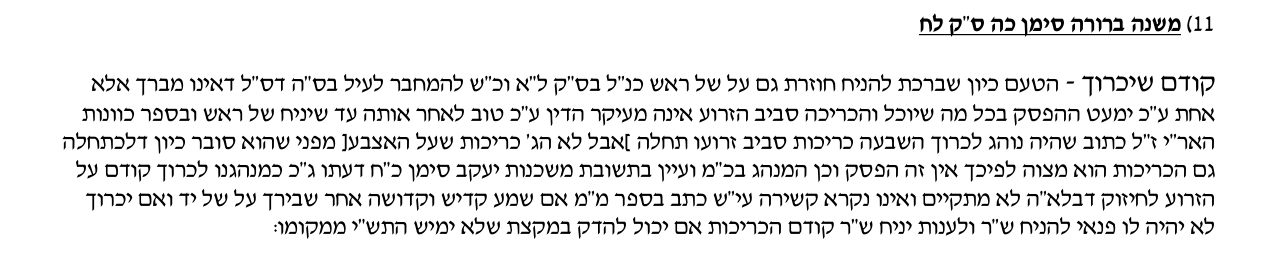 11) משנה ברורה סימן כה ס"ק לח
קודם שיכרוך - הטעם כיון שברכת להניח חוזרת גם על של ראש כנ"ל בס"ק ל"א וכ"ש להמחבר לעיל בס"ה דס"ל דאינו מברך אלא
אחת ע"כ ימעט ההפסק בכל מה שיוכל והכריכה סביב הזרוע אינה מעיקר הדין ע"כ טוב לאחר אותה עד שיניח של ראש ובספר כוונות
האר"י ז"ל כתוב שהיה נוהג לכרוך השבעה כריכות סביב זרועו תחלה ]אבל לא הג' כריכות שעל האצבע[ מפני שהוא סובר כיון דלכתחלה
גם הכריכות הוא מצוה לפיכך אין זה הפסק וכן המנהג בכ"מ ועיין בתשובת משכנות יעקב סימן כ"ח דעתו ג"כ כמנהגנו לכרוך קודם על
הזרוע לחיזוק דבלא"ה לא מתקיים ואינו נקרא קשירה עי"ש כתב בספר מ"מ אם שמע קדיש וקדושה אחר שבירך על של יד ואם יכרוך
לא יהיה לו פנאי להניח ש"ר ולענות יניח ש"ר קודם הכריכות אם יכול להדק במקצת שלא ימיש התש"י ממקומו: